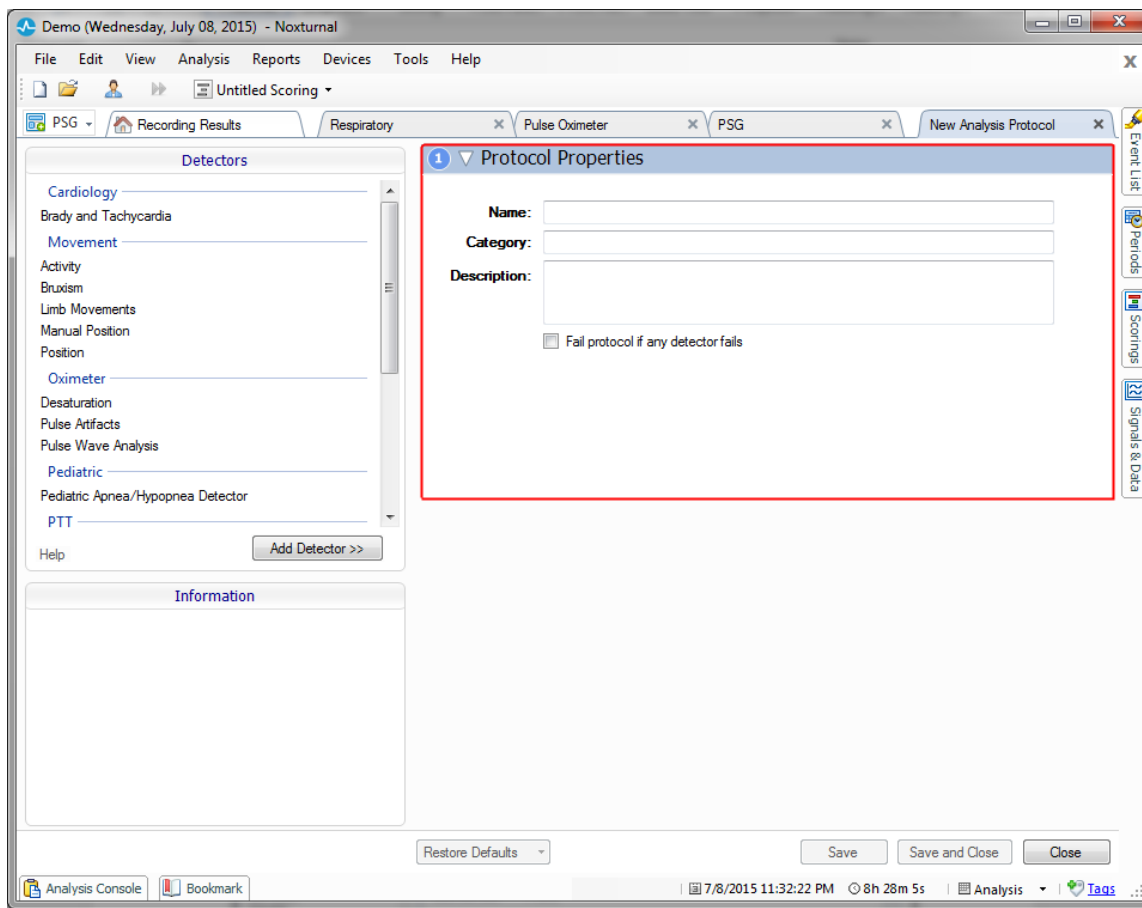 Demo (Wednesday, July 08, 2015) - Noxturnal
File Edit View Analysis Reports Devices Tools Help
Untitled Scoring
PSG Recording Results Respiratory Pulse Oximeter PSG New Analysis Protocol
Detectors
Cardiology
Brady and Tachycardia
Movement
Activity
Bruxism
Limb Movements
Manual Position
Position
Oximeter
Desaturation
Pulse Artifacts
Pulse Wave Analysis
Pediatric
Pediatric Apnea/Hypopnea Detector
PTT
Help Add Detector >>
Information
1 Protocol Properties
Name:
Category:
Description:
Fail protocol if any detector fails
Event List
Periods
Scorings
Signals & Data
Restore Defaults Save Save and Close Close
Analysis Console Bookmark 7/8/2015 11:32:22 PM 8h 28m 5s Analysis Tags